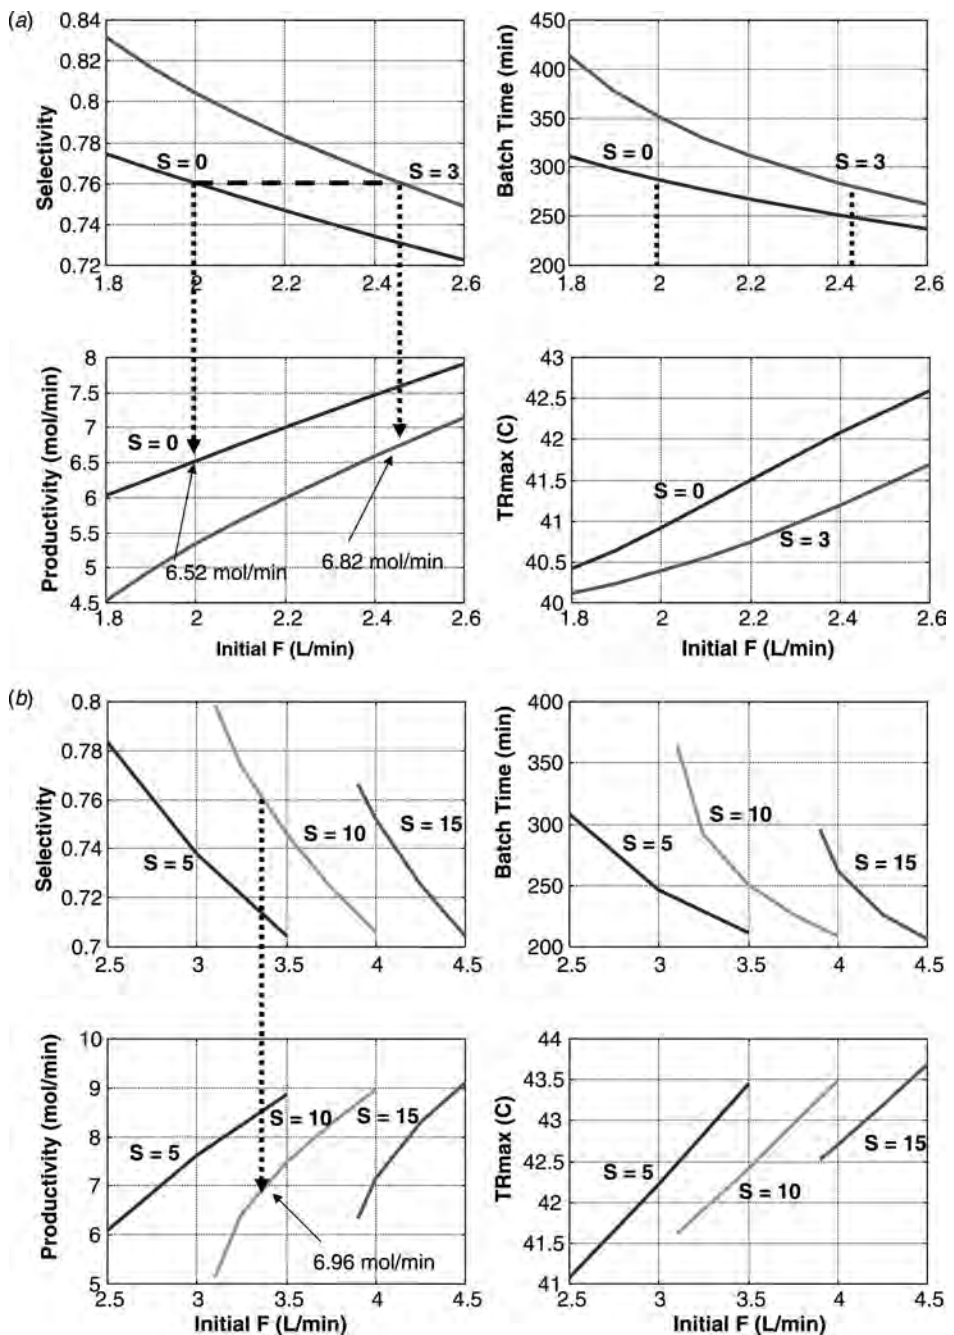 (a)
0.84
0.82
0.8
0.78
0.76
0.74
0.72
Selectivity
S = 0
S = 3
1.8 2 2.2 2.4 2.6
450
400
350
300
250
200
Batch Time (min)
S = 0
S = 3
1.8 2 2.2 2.4 2.6
8
7.5
7
6.5
6
5.5
5
4.5
Productivity (mol/min)
S = 0
6.52 mol/min
6.82 mol/min
1.8 2 2.2 2.4 2.6
Initial F (L/min)
43
42.5
42
41.5
41
40.5
40
TRmax (C)
S = 0
S = 3
1.8 2 2.2 2.4 2.6
Initial F (L/min)
(b)
0.8
0.78
0.76
0.74
0.72
0.7
Selectivity
S = 5
S = 10
S = 15
2.5 3 3.5 4 4.5
400
350
300
250
200
Batch Time (min)
S = 5
S = 10
S = 15
2.5 3 3.5 4 4.5
10
9
8
7
6
5
Productivity (mol/min)
S = 5
S = 10
S = 15
6.96 mol/min
2.5 3 3.5 4 4.5
Initial F (L/min)
44
43.5
43
42.5
42
41.5
41
TRmax (C)
S = 5
S = 10
S = 15
2.5 3 3.5 4 4.5
Initial F (L/min)